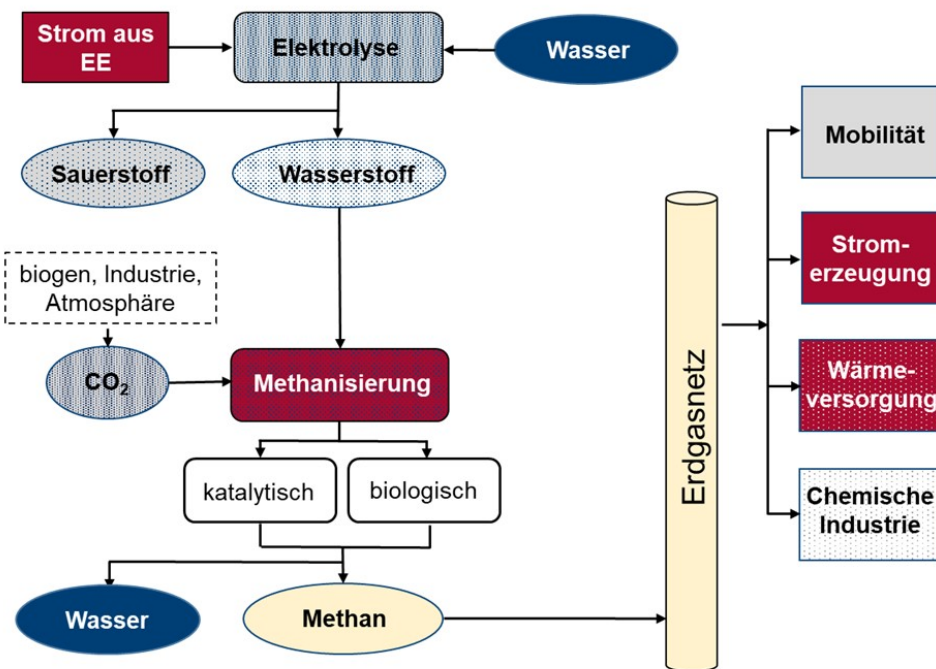 Strom aus
EE
Elektrolyse
Wasser
Sauerstoff
Wasserstoff
biogen, Industrie,
Atmosphäre
CO₂
Methanisierung
katalytisch
biologisch
Wasser
Methan
Erdgasnetz
Mobilität
Strom-
erzeugung
Wärme-
versorgung
Chemische
Industrie